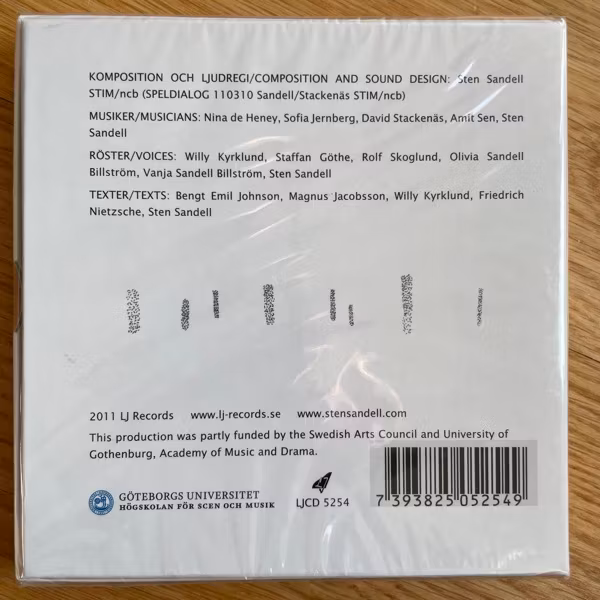 KOMPOSITION OCH LJUDREGI/COMPOSITION AND SOUND DESIGN: Sten Sandell
STIM/ncb (SPELDIALOG 110310 Sandell/Stackenäs STIM/ncb)
MUSIKER/MUSICIANS: Nina de Heney, Sofia Jernberg, David Stackenäs, Amit Sen, Sten
Sandell
RÖSTER/VOICES: Willy Kyrklund, Staffan Göthe, Rolf Skoglund, Olivia Sandell
Billström, Vanja Sandell Billström, Sten Sandell
TEXTER/TEXTS: Bengt Emil Johnson, Magnus Jacobsson, Willy Kyrklund, Friedrich
Nietzsche, Sten Sandell
2011 LJ Records www.lj-records.se www.stensandell.com
This production was partly funded by the Swedish Arts Council and University of
Gothenburg, Academy of Music and Drama.
GÖTEBORGS UNIVERSITET
HÖGSKOLAN FÖR SCEN OCH MUSIK
LJCD 5254
7 393825 052549